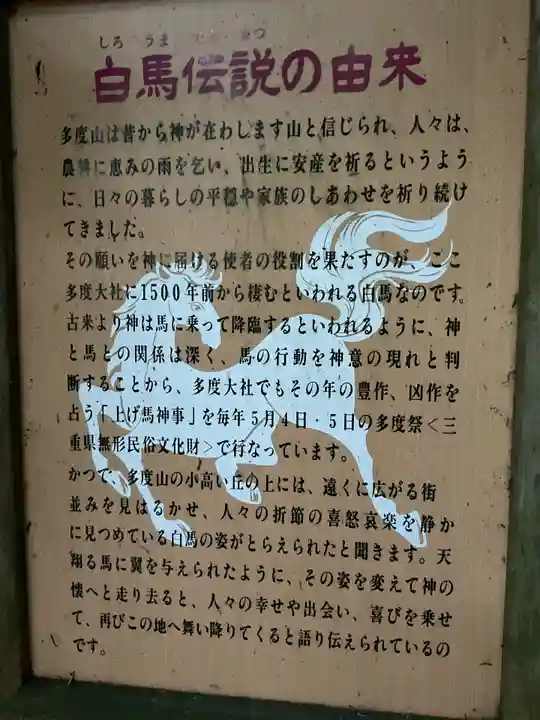 しろ うま でん せつ
白馬伝説の由来
多度山は昔から神が在わします山と信じられ、人々は、
農耕に恵みの雨を乞い、出生に安産を祈るというよう
に、日々の暮らしの平穏や家族のしあわせを祈り続け
てきました。
その願いを神に届ける使者の役割を果たすのが、ここ
多度大社に1500年前から棲むといわれる白馬なのです。
古来より神は馬に乗って降臨するといわれるように、神
と馬との関係は深く、馬の行動を神意の現れと判
断することから、多度大社でもその年の豊作、凶作を
占う「上げ馬神事」を毎年5月4日・5日の多度祭<三
重県無形民俗文化財>で行なっています。
かつて、多度山の小高い丘の上には、遠くに広がる街
並みを見はるかせ、人々の折節の喜怒哀楽を静か
に見つめている白馬の姿がとらえられたと聞きます。天
翔る馬に翼を与えられたように、その姿を変えて神の
懐へと走り去ると、人々の幸せや出会い、喜びを乗せ
て、再びこの地へ舞い降りてくると語り伝えられているの
です。